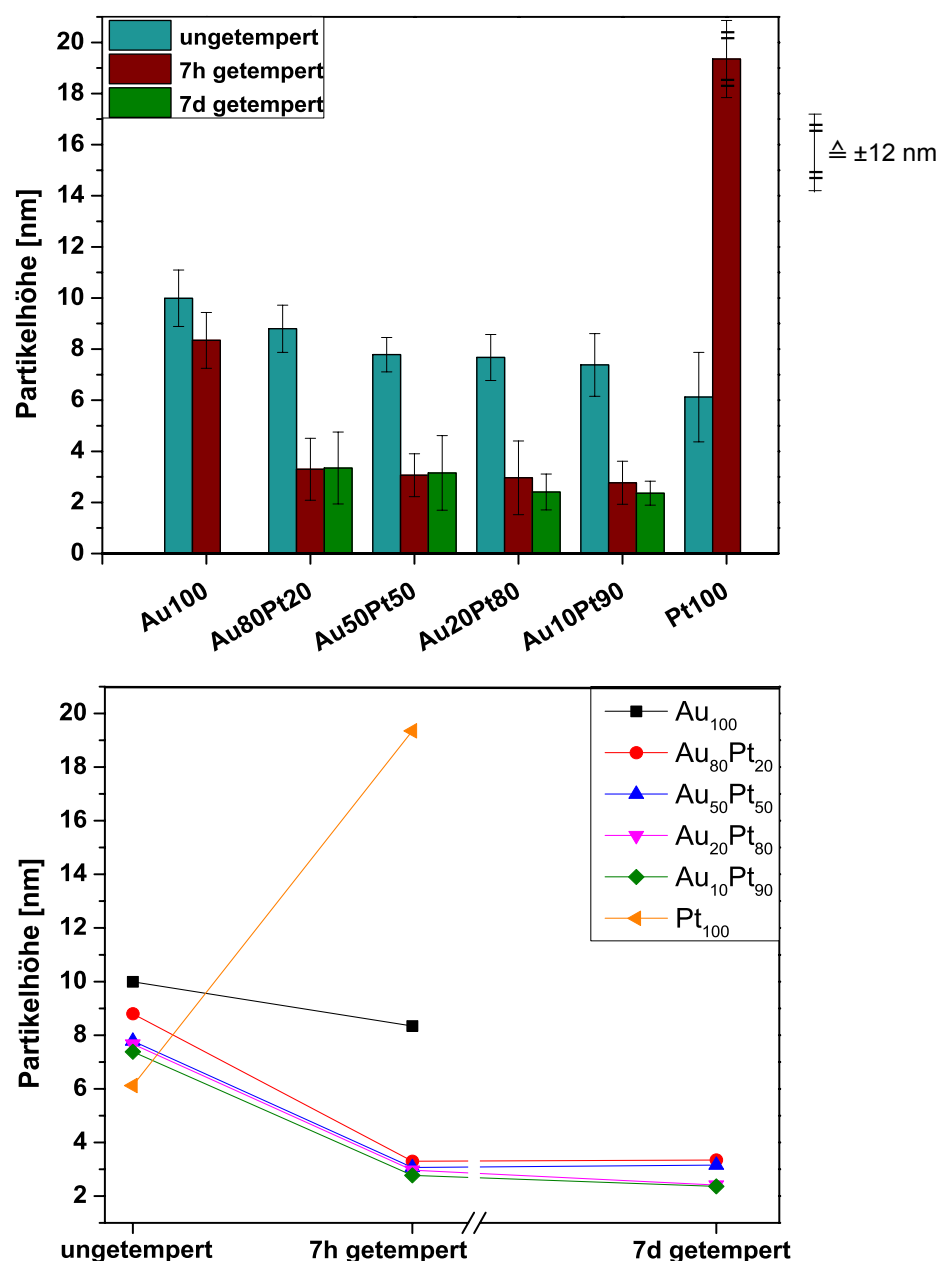 ungetempert
7h getempert
7d getempert
Partikelhöhe [nm]
20
18
16
14
12
10
8
6
4
2
0
≙ ±12 nm
Au100
Au80Pt20
Au50Pt50
Au20Pt80
Au10Pt90
Pt100
Partikelhöhe [nm]
20
18
16
14
12
10
8
6
4
2
Au₁₀₀
Au₈₀Pt₂₀
Au₅₀Pt₅₀
Au₂₀Pt₈₀
Au₁₀Pt₉₀
Pt₁₀₀
ungetempert
7h getempert
7d getempert